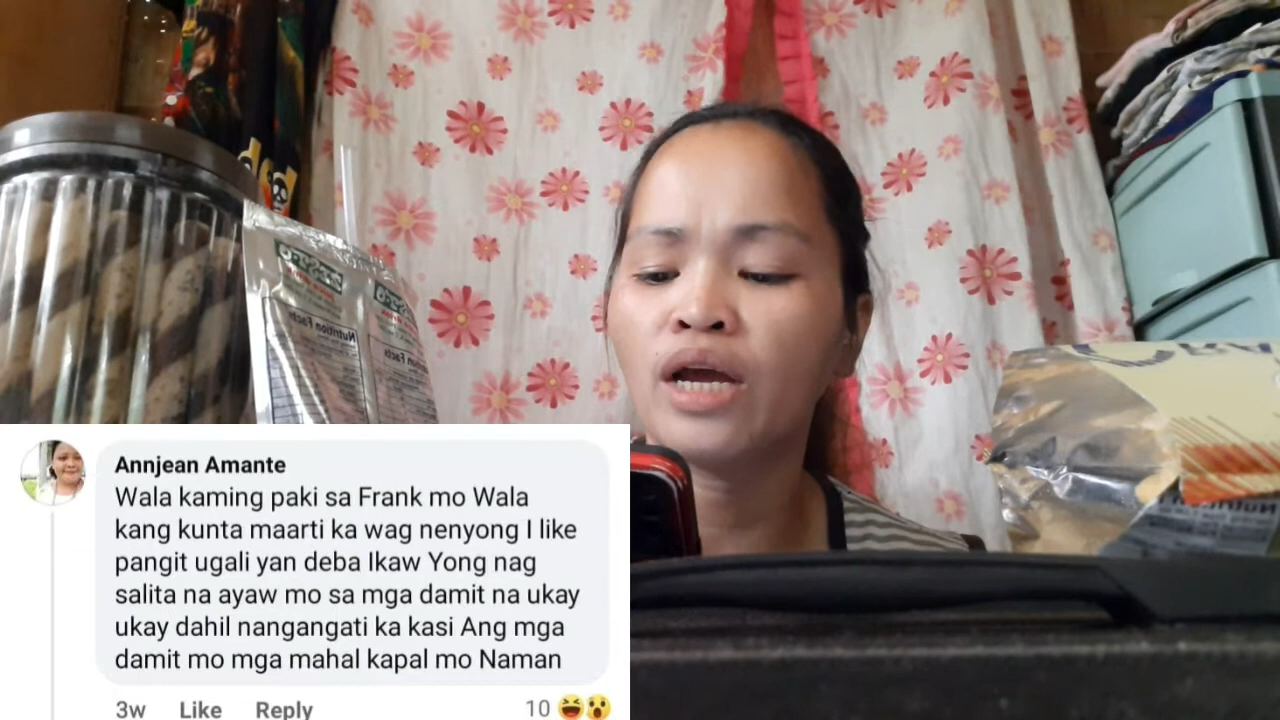 Nutrition Facts
Annjean Amante
Wala kaming paki sa Frank mo Wala
kang kunta maarti ka wag nenyong I like
pangit ugali yan deba Ikaw Yong nag
salita na ayaw mo sa mga damit na ukay
ukay dahil nangangati ka kasi Ang mga
damit mo mga mahal kapal mo Naman
3w Like Reply 10